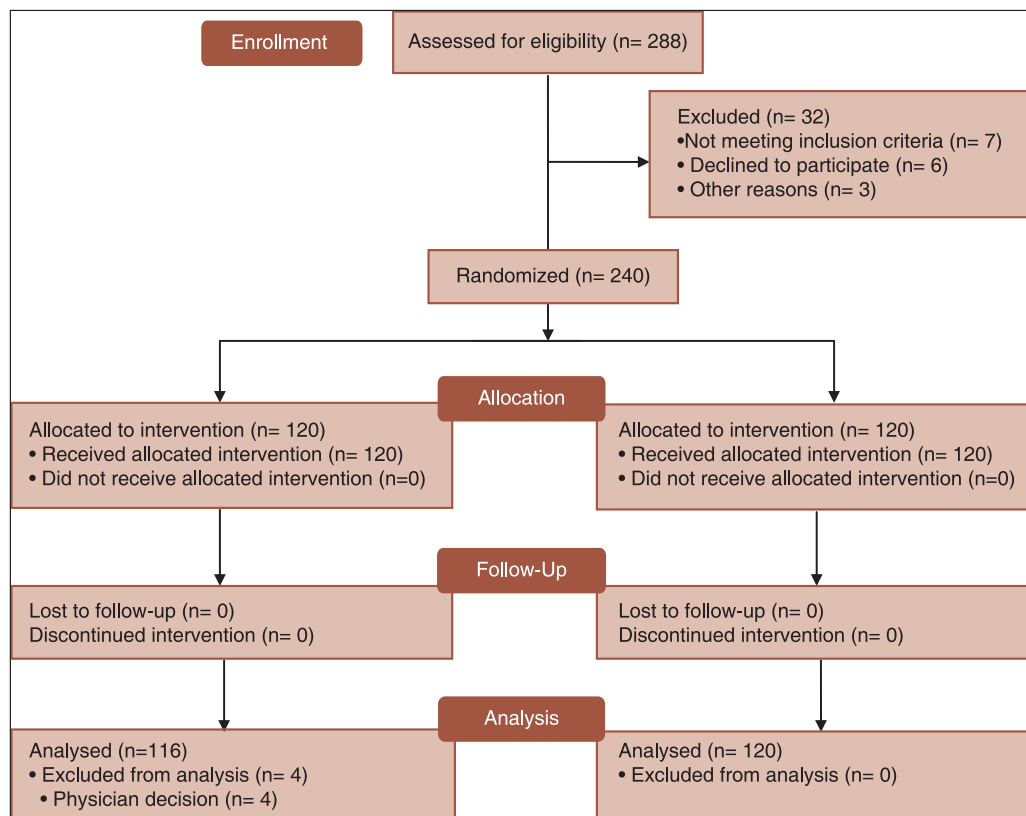 Enrollment
Assessed for eligibility (n= 288)
Excluded (n= 32)
•Not meeting inclusion criteria (n= 7)
• Declined to participate (n= 6)
• Other reasons (n= 3)
Randomized (n= 240)
Allocation
Allocated to intervention (n= 120)
• Received allocated intervention (n= 120)
• Did not receive allocated intervention (n=0)
Allocated to intervention (n= 120)
• Received allocated intervention (n= 120)
• Did not receive allocated intervention (n=0)
Follow-Up
Lost to follow-up (n= 0)
Discontinued intervention (n= 0)
Lost to follow-up (n= 0)
Discontinued intervention (n= 0)
Analysis
Analysed (n=116)
• Excluded from analysis (n= 4)
• Physician decision (n= 4)
Analysed (n= 120)
• Excluded from analysis (n= 0)